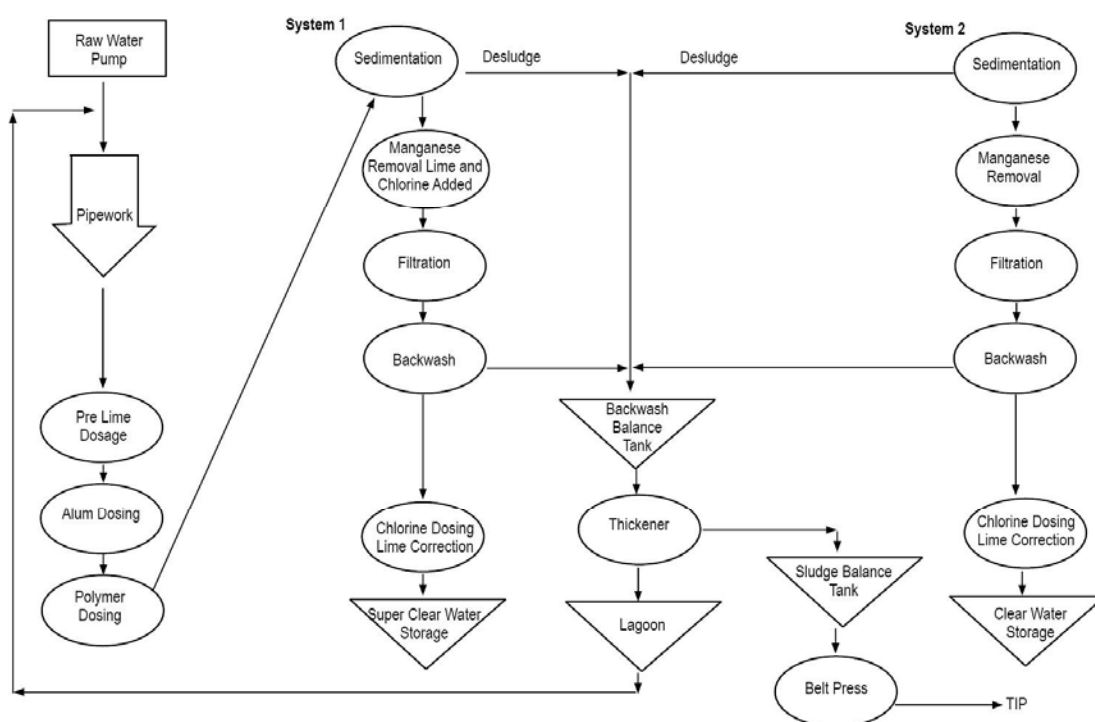 System 1
System 2
Raw Water
Pump
Sedimentation
Desludge
Desludge
Sedimentation
Manganese
Removal Lime and
Chlorine Added
Manganese
Removal
Pipework
Filtration
Filtration
Backwash
Backwash
Pre Lime
Dosage
Backwash
Balance
Tank
Alum Dosing
Chlorine Dosing
Lime Correction
Thickener
Chlorine Dosing
Lime Correction
Sludge Balance
Tank
Polymer
Dosing
Super Clear Water
Storage
Lagoon
Clear Water
Storage
Belt Press
TIP